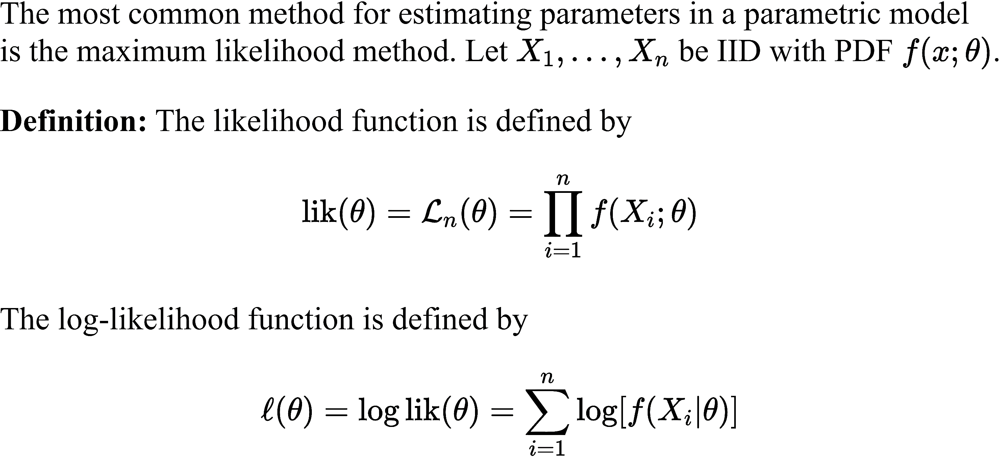 The most common method for estimating parameters in a parametric model
is the maximum likelihood method. Let $X_1, \ldots, X_n$ be IID with PDF $f(x; \theta)$.
Definition: The likelihood function is defined by
$$\text{lik}(\theta) = \mathcal{L}_n(\theta) = \prod_{i=1}^{n} f(X_i; \theta)$$
The log-likelihood function is defined by
$$\ell(\theta) = \log \text{lik}(\theta) = \sum_{i=1}^{n} \log[f(X_i|\theta)]$$